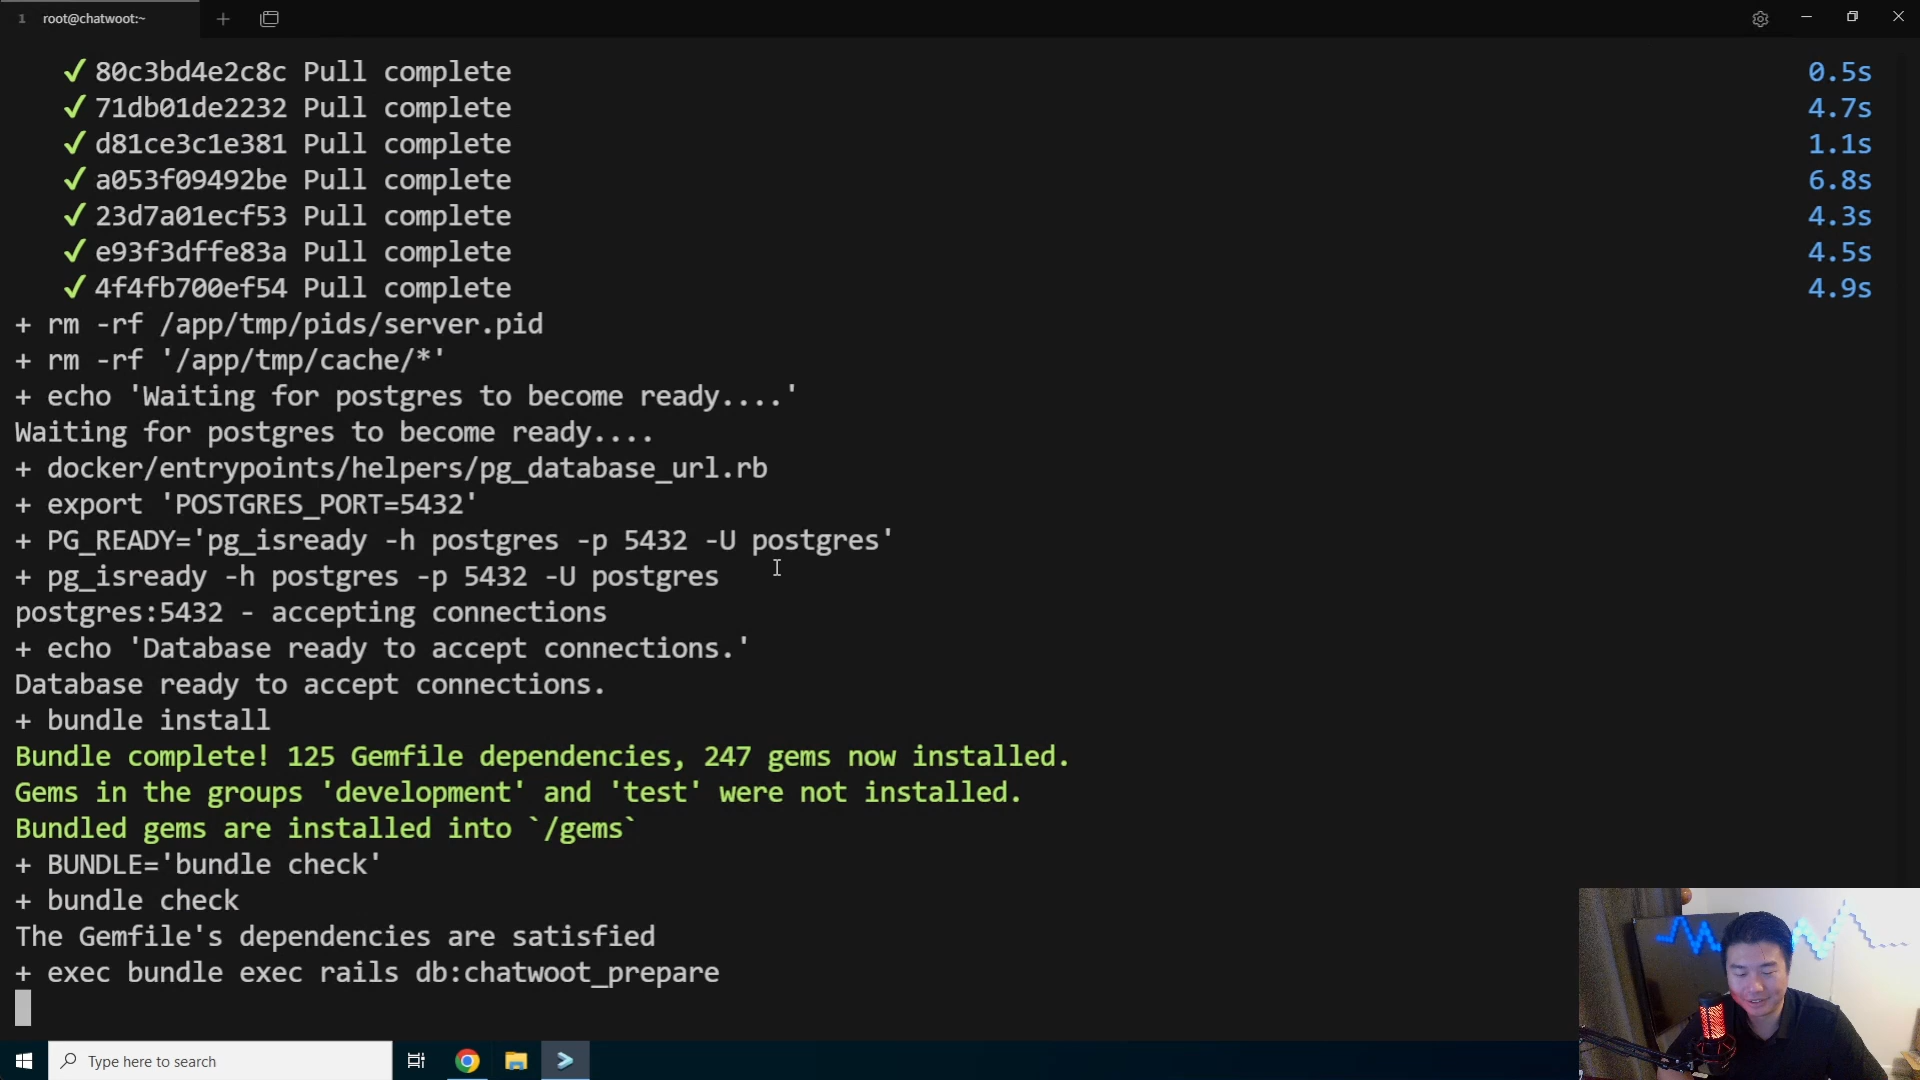 1 root@chatwoot:~
✓ 80c3bd4e2c8c Pull complete 0.5s
✓ 71db01de2232 Pull complete 4.7s
✓ d81ce3c1e381 Pull complete 1.1s
✓ a053f09492be Pull complete 6.8s
✓ 23d7a01ecf53 Pull complete 4.3s
✓ e93f3dffe83a Pull complete 4.5s
✓ 4f4fb700ef54 Pull complete 4.9s
+ rm -rf /app/tmp/pids/server.pid
+ rm -rf '/app/tmp/cache/*'
+ echo 'Waiting for postgres to become ready....'
Waiting for postgres to become ready....
+ docker/entrypoints/helpers/pg_database_url.rb
+ export 'POSTGRES_PORT=5432'
+ PG_READY='pg_isready -h postgres -p 5432 -U postgres'
+ pg_isready -h postgres -p 5432 -U postgres
postgres:5432 - accepting connections
+ echo 'Database ready to accept connections.'
Database ready to accept connections.
+ bundle install
Bundle complete! 125 Gemfile dependencies, 247 gems now installed.
Gems in the groups 'development' and 'test' were not installed.
Bundled gems are installed into `/gems`
+ BUNDLE='bundle check'
+ bundle check
The Gemfile's dependencies are satisfied
+ exec bundle exec rails db:chatwoot_prepare
Type here to search